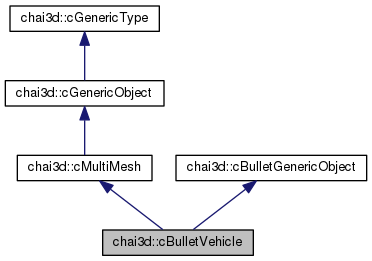 chai3d::cGenericType
chai3d::cGenericObject
chai3d::cMultiMesh
chai3d::cBulletGenericObject
chai3d::cBulletVehicle